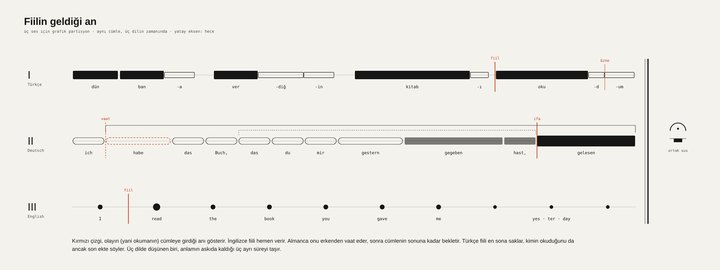 Fiilin geldiği an
üç ses için grafik partisyon · aynı cümle, üç dilin zamanında · yatay eksen: hece
fiil
özne
I
Türkçe
dün ban -a ver -diğ -in kitab -ı oku -d -um
vaat
ifa
II
Deutsch
ich habe das Buch, das du mir gestern gegeben hast, gelesen
ortak sus
fiil
III
English
I read the book you gave me yes · ter · day
Kırmızı çizgi, olayın (yani okumanın) cümleye girdiği anı gösterir. İngilizce fiili hemen verir. Almanca onu erkenden vaat eder, sonra cümlenin sonuna kadar bekletir. Türkçe fiili en sona saklar, kimin okuduğunu da
ancak son ekte söyler. Üç dilde düşünen biri, anlamın askıda kaldığı üç ayrı süreyi taşır.